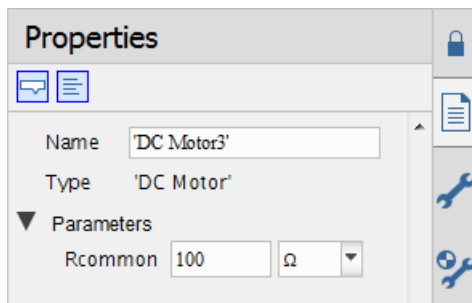 Properties
Name 'DC Motor3'
Type 'DC Motor'
Parameters
Rcommon 100 Ω